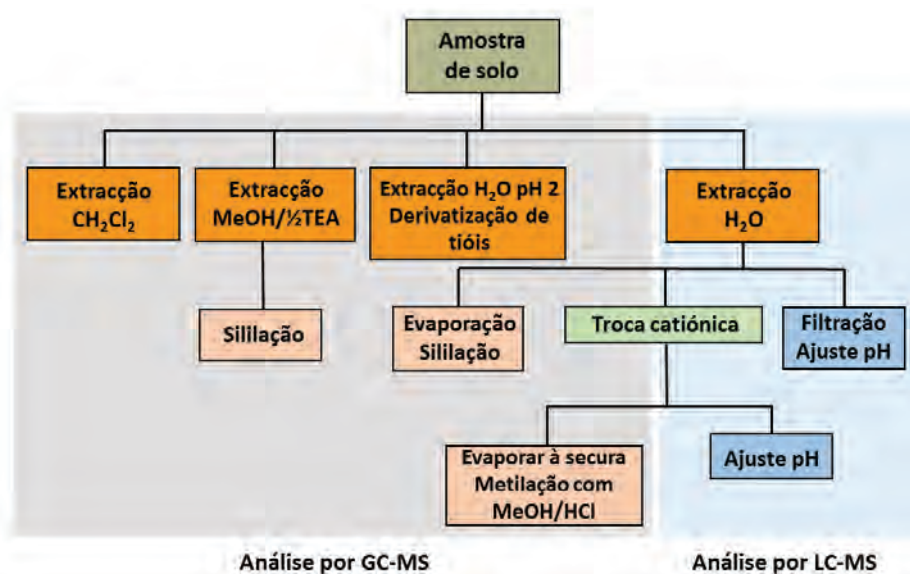 Amostra
de solo
Extracção
CH₂Cl₂
Extracção
MeOH/½TEA
Extracção H₂O pH 2
Derivatização de
tióis
Extracção
H₂O
Sililação
Evaporação
Sililação
Troca catiónica
Filtração
Ajuste pH
Evaporar à secura
Metilação com
MeOH/HCl
Ajuste pH
Análise por GC-MS
Análise por LC-MS